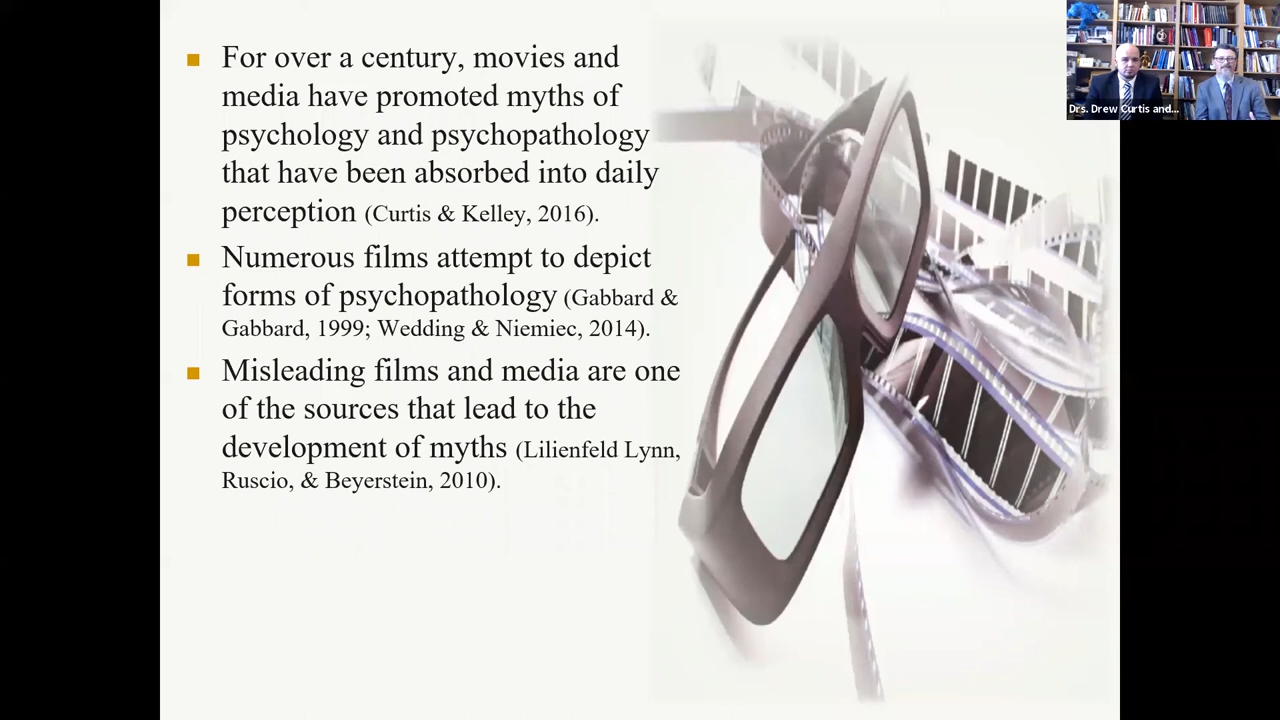 For over a century, movies and
media have promoted myths of
psychology and psychopathology
that have been absorbed into daily
perception (Curtis & Kelley, 2016).
Numerous films attempt to depict
forms of psychopathology (Gabbard &
Gabbard, 1999; Wedding & Niemiec, 2014).
Misleading films and media are one
of the sources that lead to the
development of myths (Lilienfeld Lynn,
Ruscio, & Beyerstein, 2010).
Drs. Drew Curtis and...